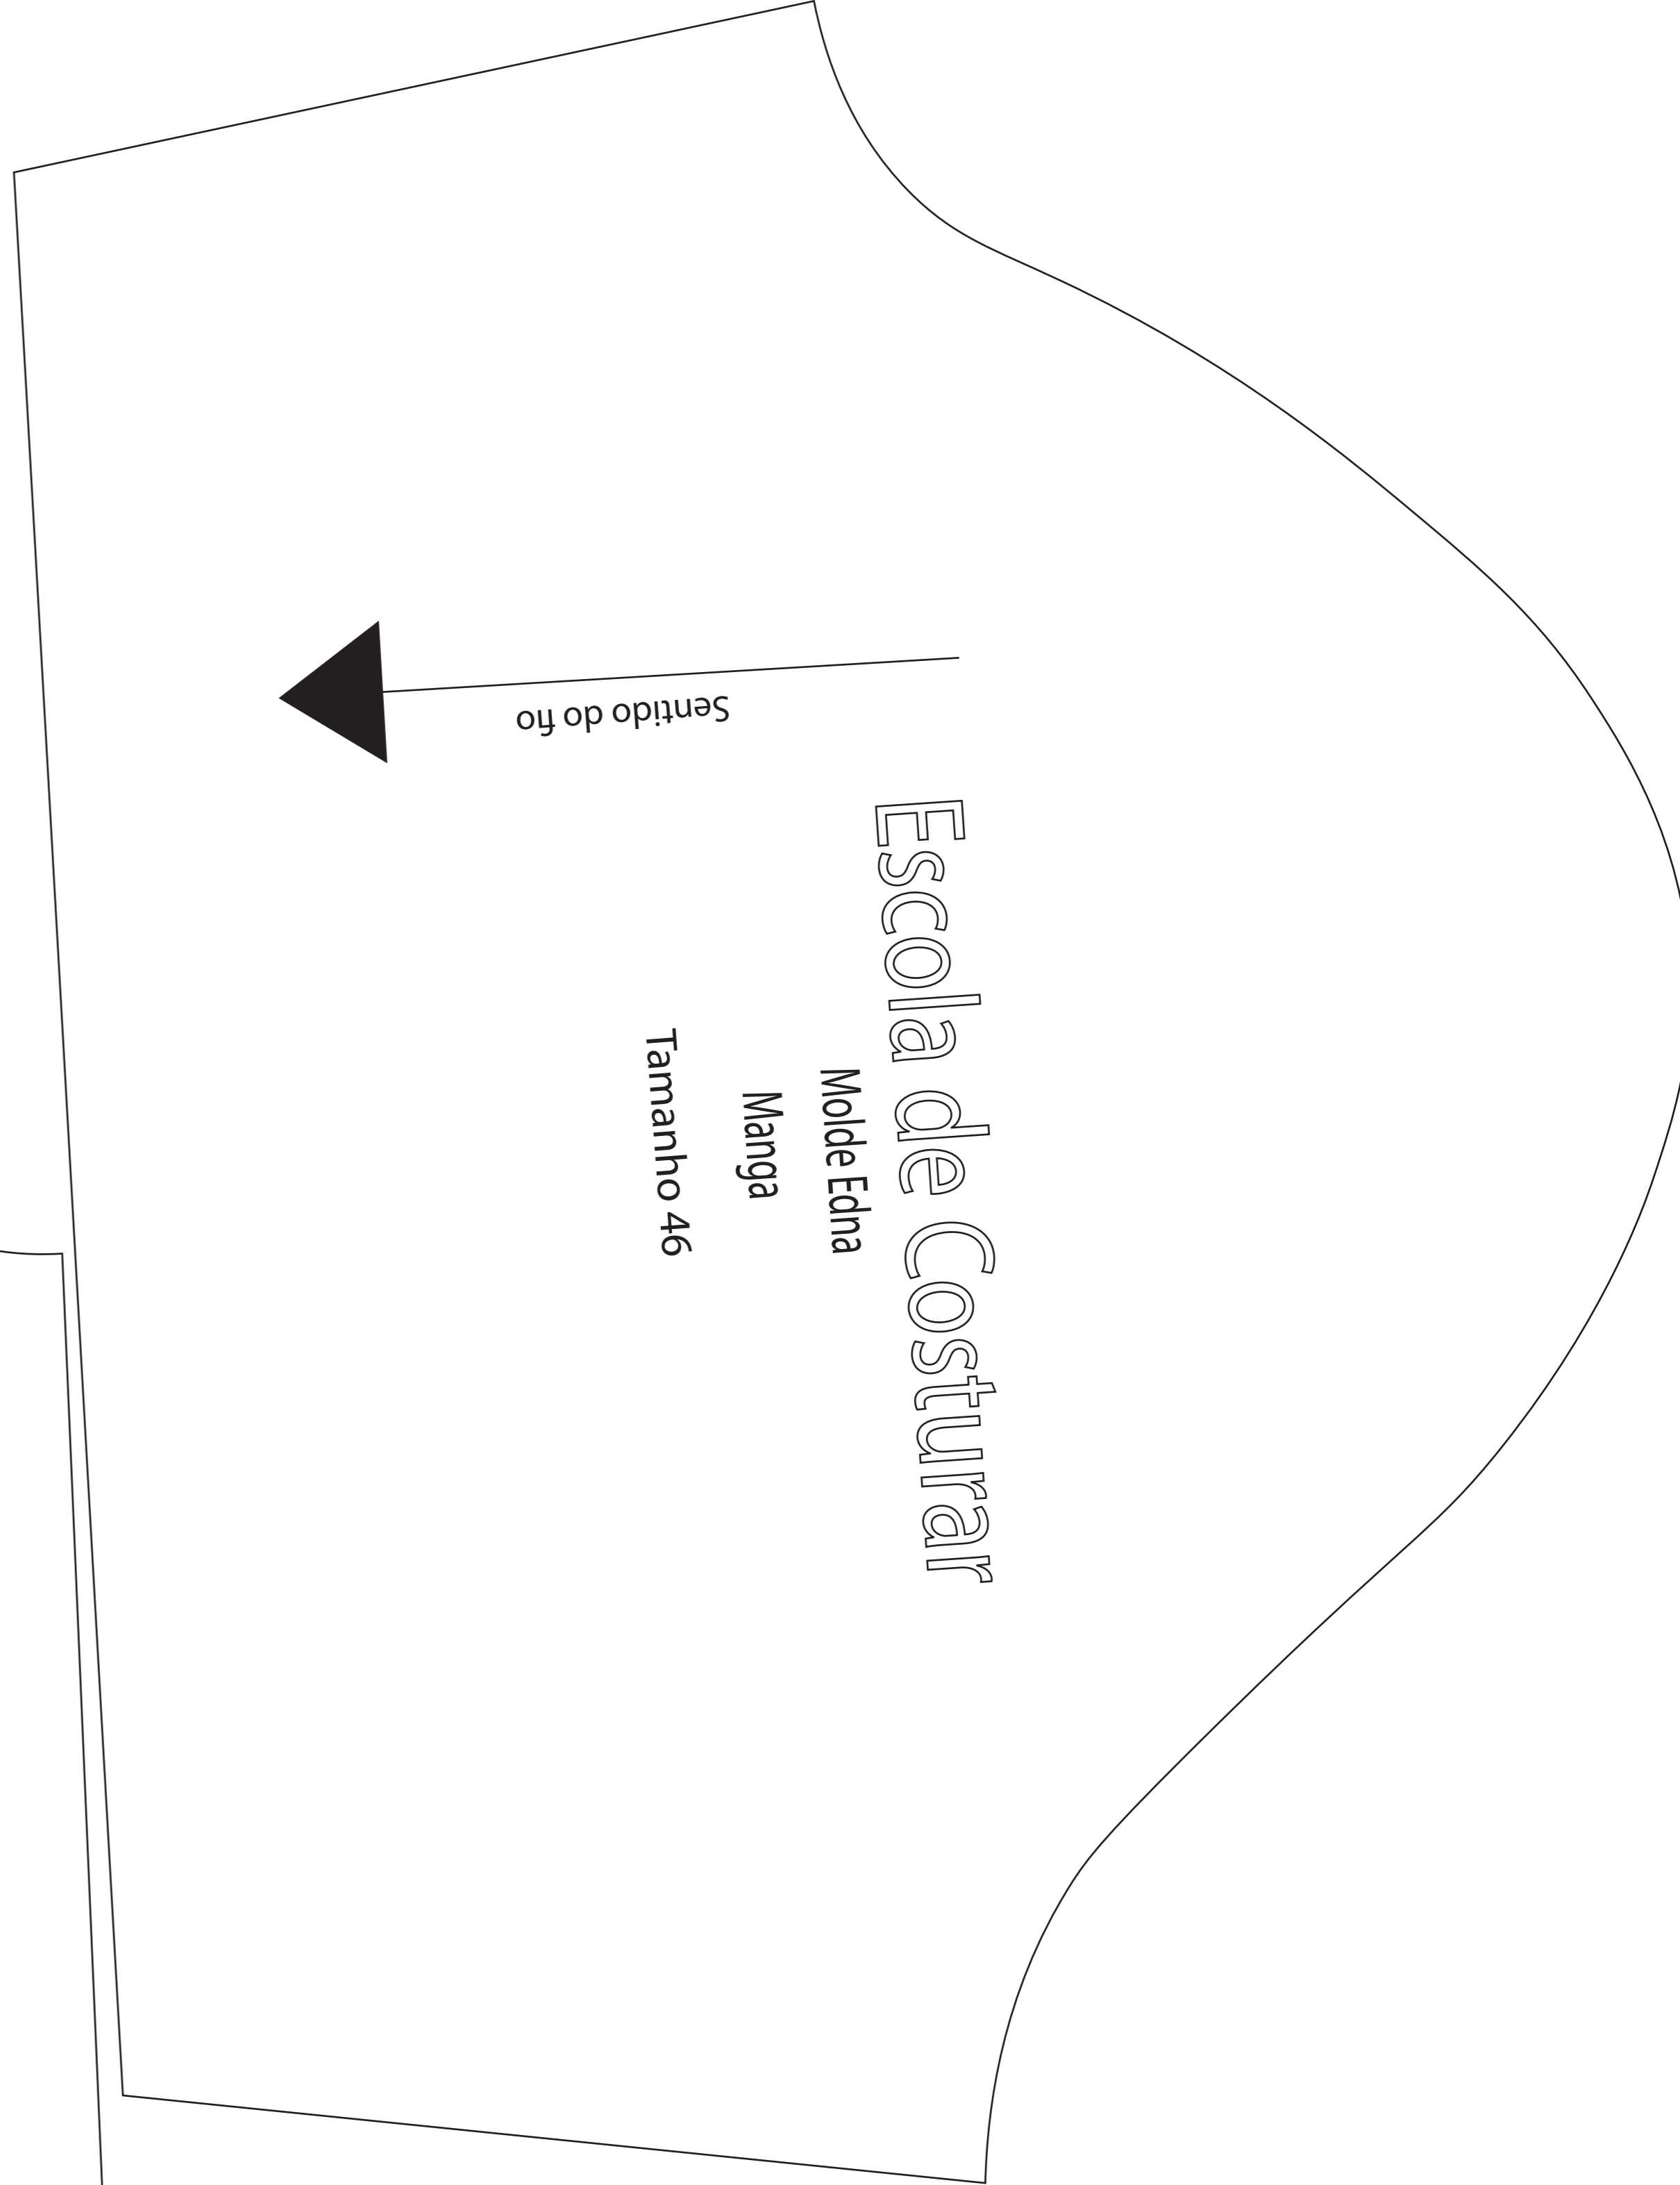 Escola de Costurar
Molde Edna
Manga
Tamanho 46
Sentido do fio